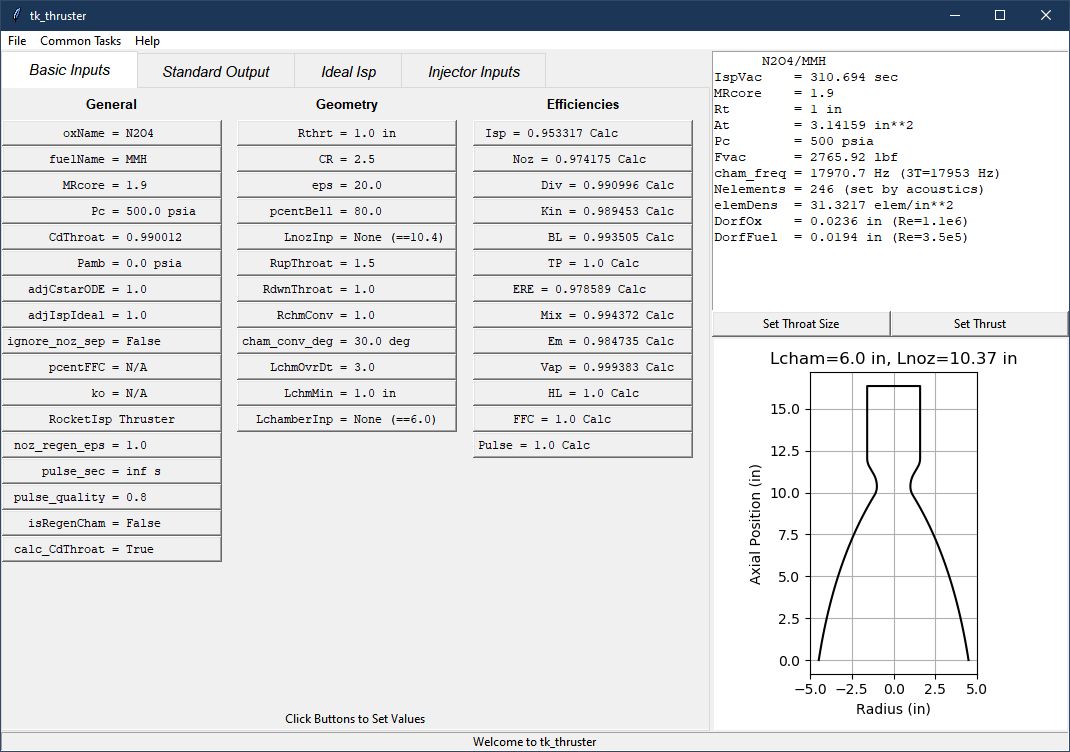 tk_thruster
File Common Tasks Help
Basic Inputs Standard Output Ideal Isp Injector Inputs
General
oxName = N2O4
fuelName = MMH
MRcore = 1.9
Pc = 500.0 psia
CdThroat = 0.990012
Pamb = 0.0 psia
adjCstarODE = 1.0
adjIspIdeal = 1.0
ignore_noz_sep = False
pcentFFC = N/A
ko = N/A
RocketIsp Thruster
noz_regen_eps = 1.0
pulse_sec = inf s
pulse_quality = 0.8
isRegenCham = False
calc_CdThroat = True
Geometry
Rthrt = 1.0 in
CR = 2.5
eps = 20.0
pcentBell = 80.0
LnozInp = None (==10.4)
RupThroat = 1.5
RdwnThroat = 1.0
RchmConv = 1.0
cham_conv_deg = 30.0 deg
LchmOvrDt = 3.0
LchmMin = 1.0 in
LchamberInp = None (==6.0)
Efficiencies
Isp = 0.953317 Calc
Noz = 0.974175 Calc
Div = 0.990996 Calc
Kin = 0.989453 Calc
BL = 0.993505 Calc
TP = 1.0 Calc
ERE = 0.978589 Calc
Mix = 0.994372 Calc
Em = 0.984735 Calc
Vap = 0.999383 Calc
HL = 1.0 Calc
FFC = 1.0 Calc
Pulse = 1.0 Calc
Click Buttons to Set Values
N2O4/MMH
IspVac = 310.694 sec
MRcore = 1.9
Rt = 1 in
At = 3.14159 in**2
Pc = 500 psia
Fvac = 2765.92 lbf
cham_freq = 17970.7 Hz (3T=17953 Hz)
Nelements = 246 (set by acoustics)
elemDens = 31.3217 elem/in**2
DorfOx = 0.0236 in (Re=1.1e6)
DorfFuel = 0.0194 in (Re=3.5e5)
Set Throat Size Set Thrust
Lcham=6.0 in, Lnoz=10.37 in
Axial Position (in)
15.0
12.5
10.0
7.5
5.0
2.5
0.0
−5.0 −2.5 0.0 2.5 5.0
Radius (in)
Welcome to tk_thruster